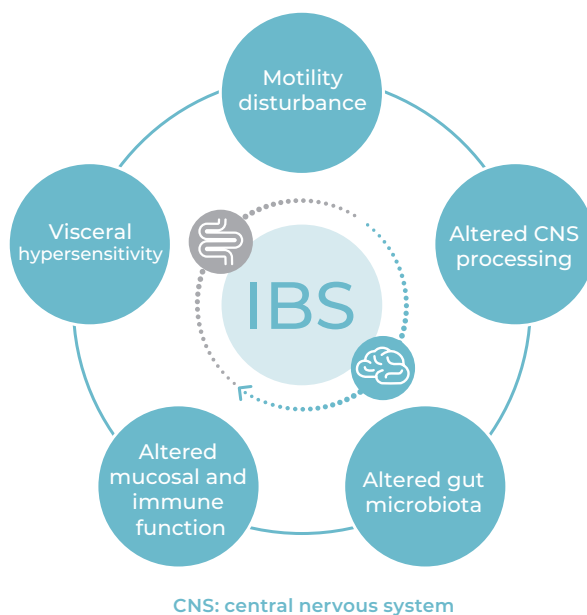 Motility
disturbance
Visceral
hypersensitivity
Altered CNS
processing
IBS
Altered
mucosal and
immune
function
Altered gut
microbiota
CNS: central nervous system